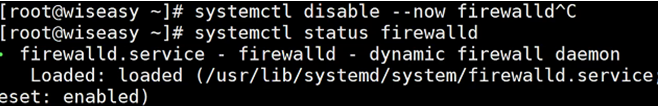 [root@wiseasy ~]# systemctl disable --now firewalld^C
[root@wiseasy ~]# systemctl status firewalld
● firewalld.service - firewalld - dynamic firewall daemon
Loaded: loaded (/usr/lib/systemd/system/firewalld.service;
eset: enabled)